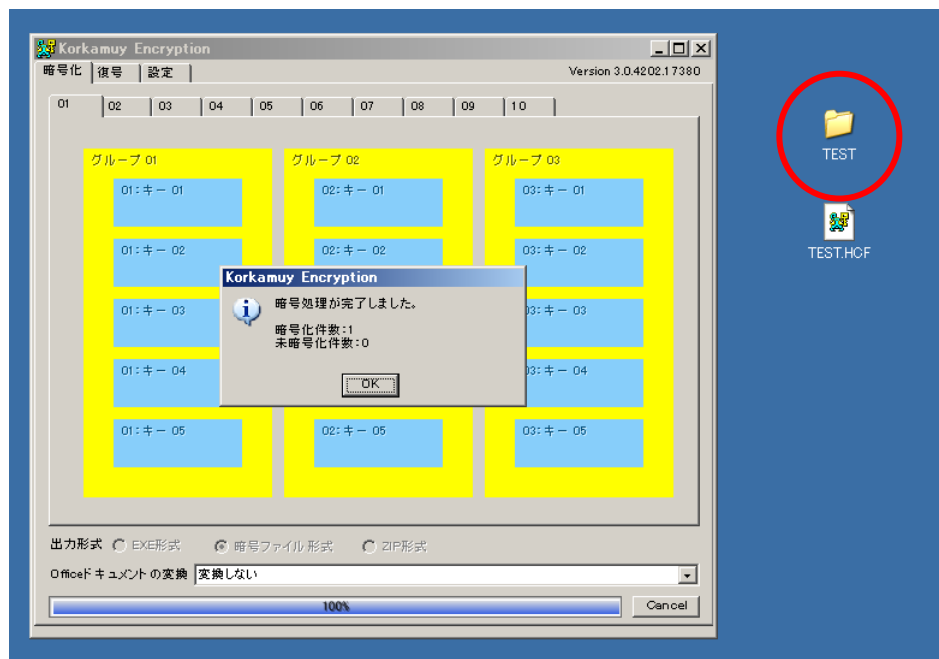 Korkamuy Encryption
暗号化 復号 設定 Version 3.0.4202.17380
01 02 03 04 05 06 07 08 09 10
グループ 01 グループ 02 グループ 03
01:キー 01 02:キー 01 03:キー 01
01:キー 02 02:キー 02 03:キー 02
01:キー 03 03:キー 03
01:キー 04 03:キー 04
01:キー 05 02:キー 05 03:キー 05
Korkamuy Encryption
暗号処理が完了しました。
暗号化件数:1
未暗号化件数:0
OK
出力形式 EXE形式 暗号ファイル形式 ZIP形式
Officeドキュメントの変換 変換しない
100% Cancel
TEST
TEST.HCF